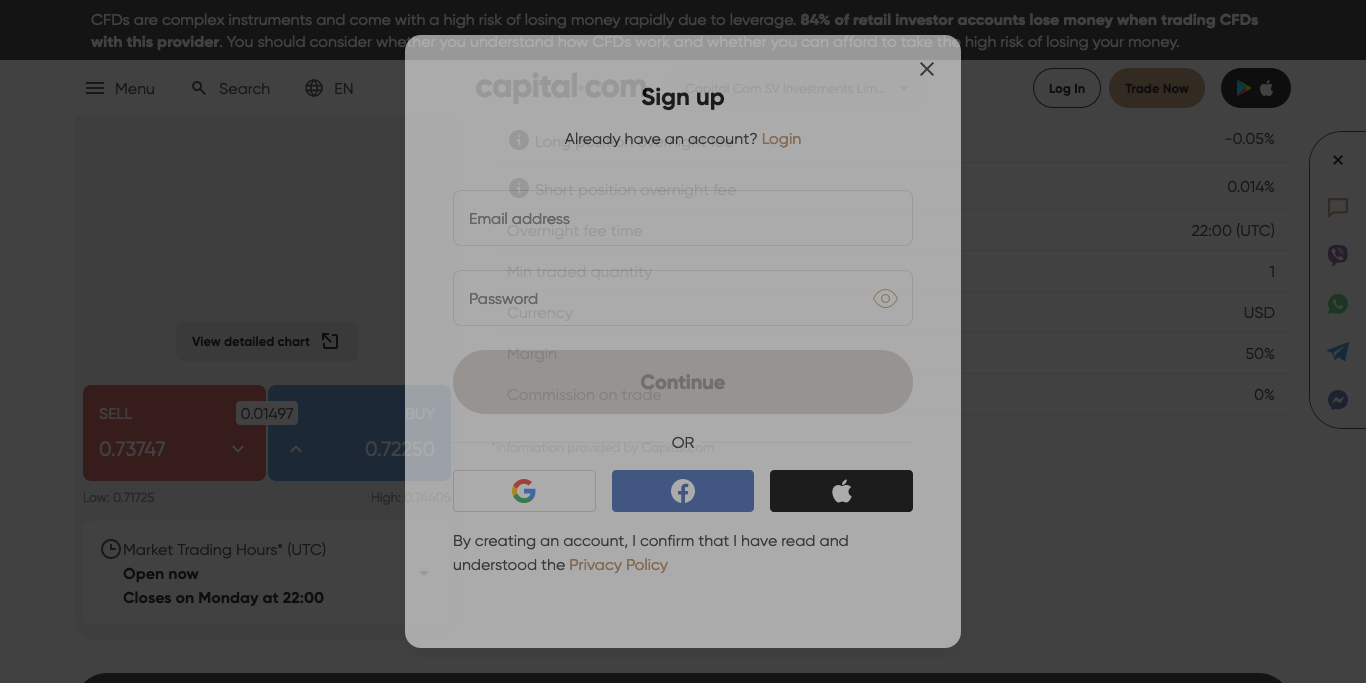 CFDs are complex instruments and come with a high risk of losing money rapidly due to leverage. 84% of retail investor accounts lose money when trading CFDs
with this provider. You should consider whether you understand how CFDs work and whether you can afford to take the high risk of losing your money.
Menu
Search
EN
capital.com
Capital Com SV Investments Lim...
Log In
Trade Now
Sign up
Already have an account? Login
Long position overnight fee
-0.05%
Short position overnight fee
0.014%
Email address
Overnight fee time
22:00 (UTC)
Min traded quantity
1
Password
Currency
USD
Margin
50%
Continue
Commission on trade
0%
View detailed chart
SELL
0.01497
BUY
0.73747
0.72250
Low: 0.71725
High: 0.74405
*information provided by Capital.com
OR
Market Trading Hours* (UTC)
Open now
Closes on Monday at 22:00
By creating an account, I confirm that I have read and
understood the Privacy Policy